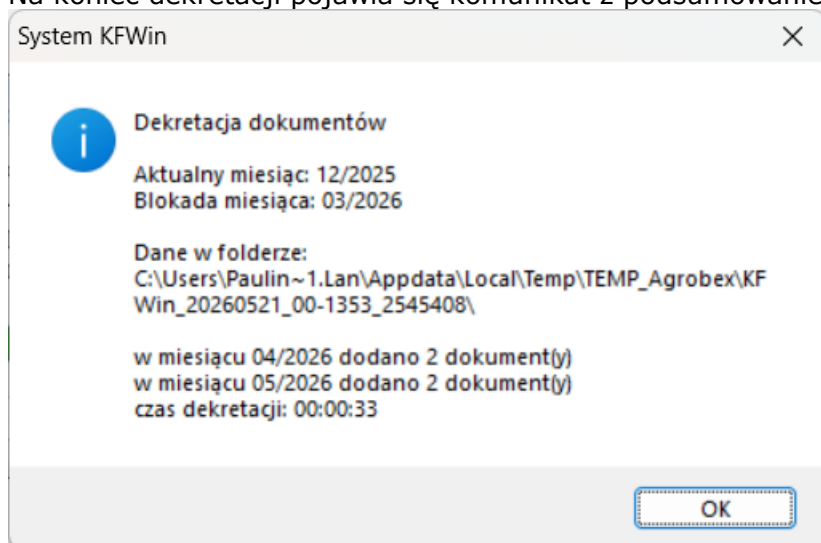 Na koniec dekretacji pojawia się komunikat z podsumowanie
System KFWin
Dekretacja dokumentów
Aktualny miesiąc: 12/2025
Blokada miesiąca: 03/2026
Dane w folderze:
C:\Users\Paulin~1.Lan\Appdata\Local\Temp\TEMP_Agrobex\KF
Win_20260521_00-1353_2545408\
w miesiącu 04/2026 dodano 2 dokument(y)
w miesiącu 05/2026 dodano 2 dokument(y)
czas dekretacji: 00:00:33
OK